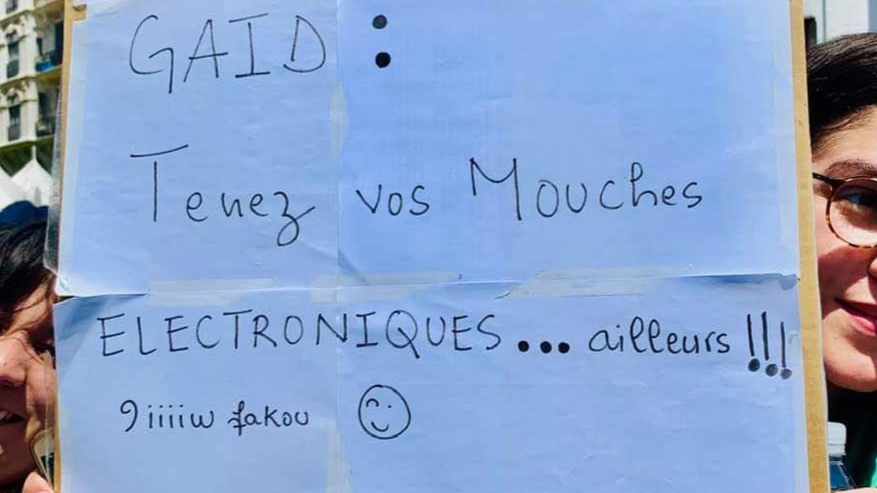 GAID :
Tenez vos Mouches
ELECTRONIQUES... ailleurs !!!
9iiiiw fakou